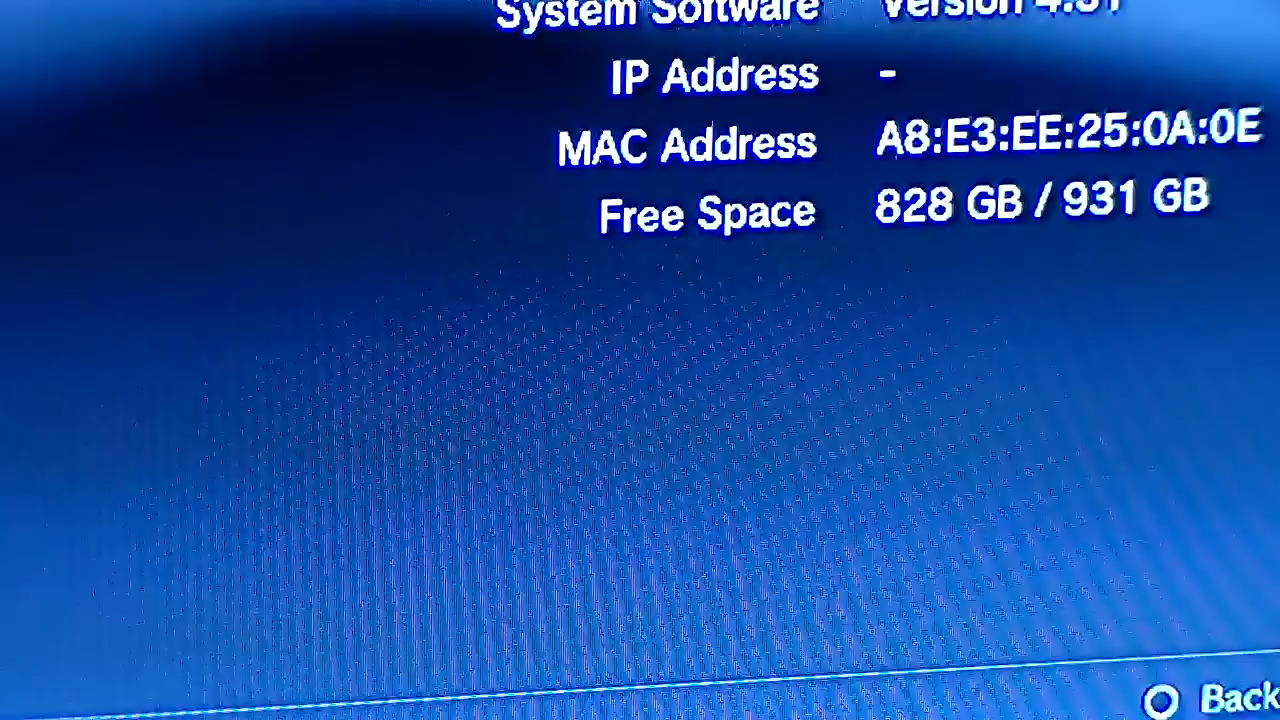 System Software Version
IP Address -
MAC Address A8:E3:EE:25:0A:0E
Free Space 828 GB / 931 GB
Back